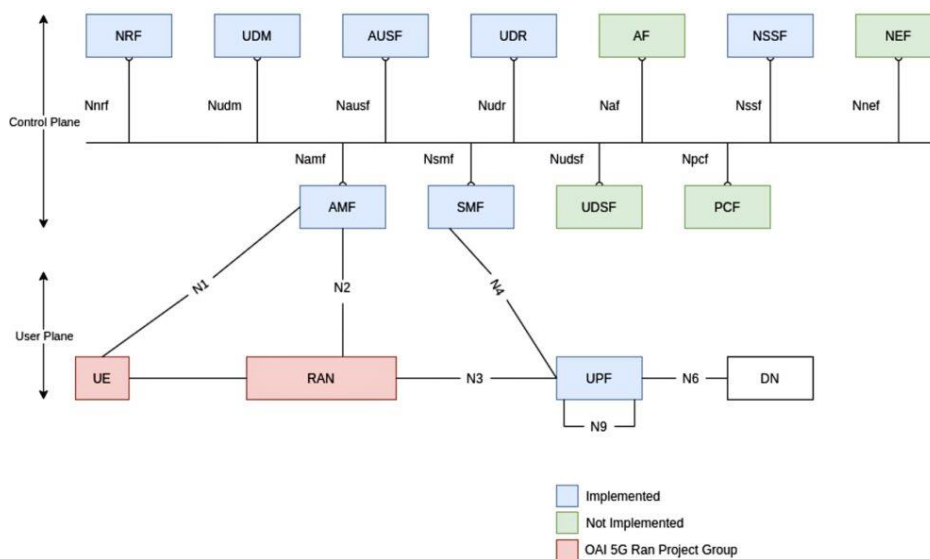 NRF UDM AUSF UDR AF NSSF NEF
Nnrf Nudm Nausf Nudr Naf Nssf Nnef
Control Plane
Namf Nsmf Nudsf Npcf
AMF SMF UDSF PCF
N1 N2 N4
User Plane
UE RAN N3 UPF N6 DN
N9
Implemented
Not Implemented
OAI 5G Ran Project Group